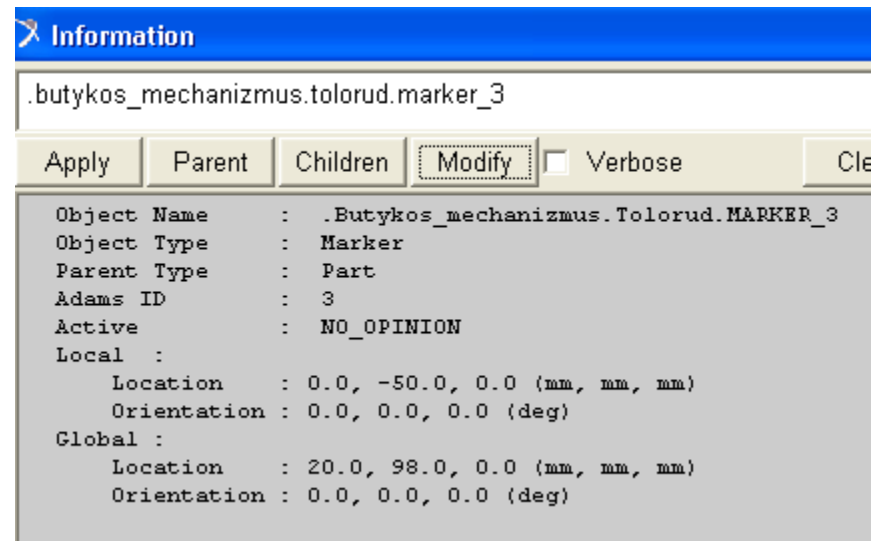 Information
.butykos_mechanizmus.tolorud.marker_3
Apply Parent Children Modify Verbose Cle
Object Name : .Butykos_mechanizmus.Tolorud.MARKER_3
Object Type : Marker
Parent Type : Part
Adams ID : 3
Active : NO_OPINION
Local :
Location : 0.0, -50.0, 0.0 (mm, mm, mm)
Orientation : 0.0, 0.0, 0.0 (deg)
Global :
Location : 20.0, 98.0, 0.0 (mm, mm, mm)
Orientation : 0.0, 0.0, 0.0 (deg)